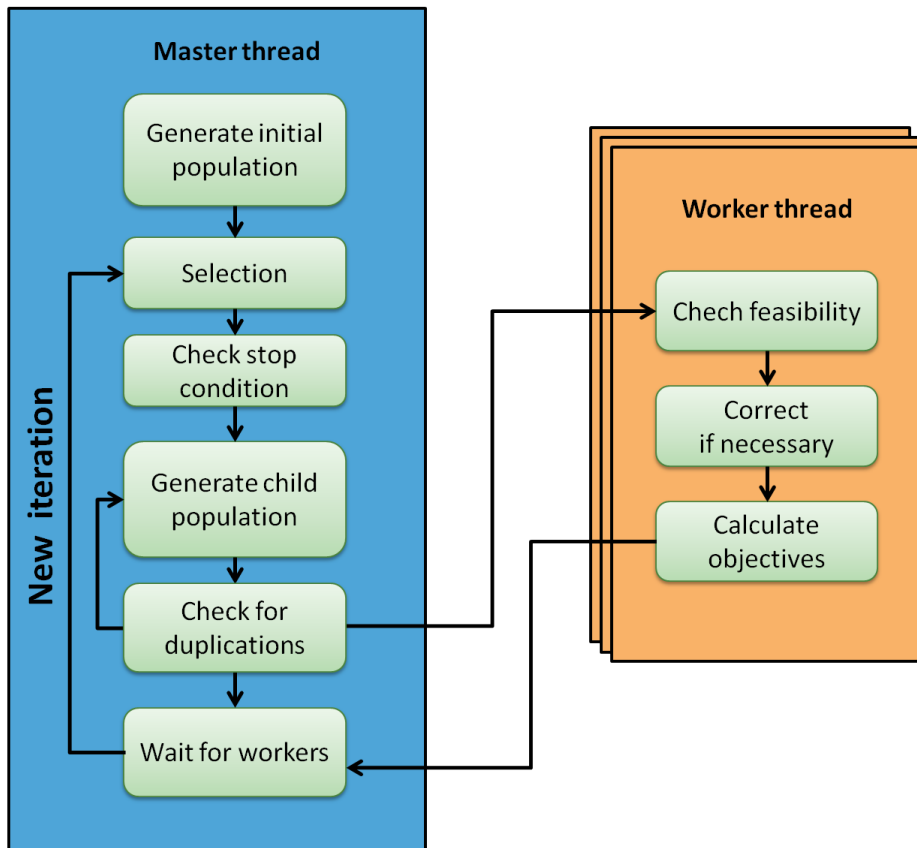 Master thread
Generate initial
population
Selection
Check stop
condition
Generate child
population
Check for
duplications
Wait for workers
New iteration
Worker thread
Chech feasibility
Correct
if necessary
Calculate
objectives